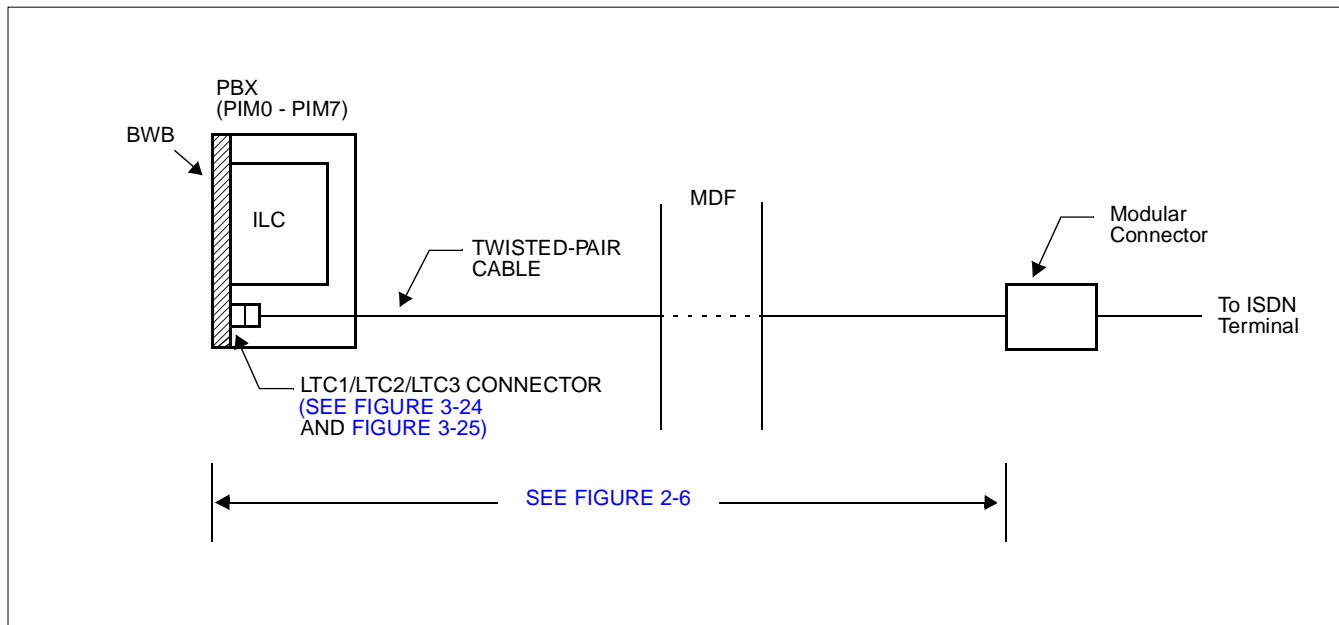 PBX
(PIM0 - PIM7)
BWB
ILC
MDF
TWISTED-PAIR
CABLE
Modular
Connector
To ISDN
Terminal
LTC1/LTC2/LTC3 CONNECTOR
(SEE FIGURE 3-24
AND FIGURE 3-25)
SEE FIGURE 2-6